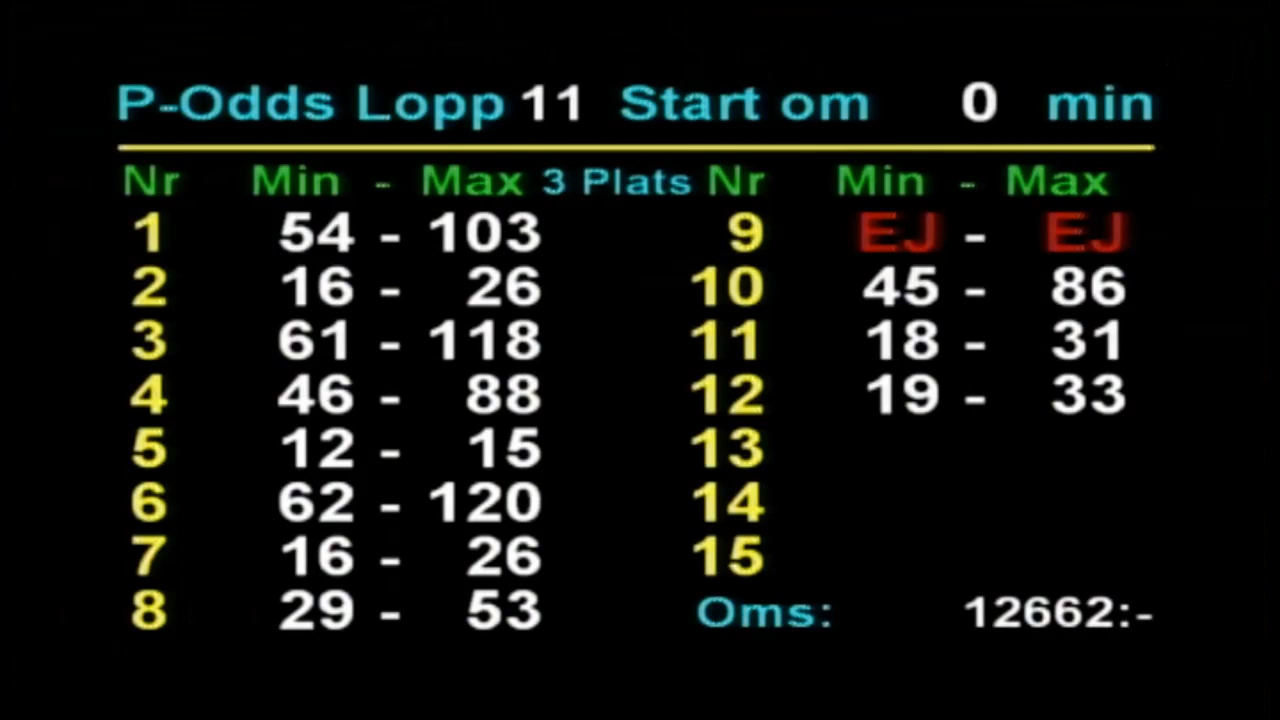 P-Odds Lopp 11 Start om 0 min
Nr Min - Max 3 Plats Nr Min - Max
1 54 - 103 9 EJ - EJ
2 16 - 26 10 45 - 86
3 61 - 118 11 18 - 31
4 46 - 88 12 19 - 33
5 12 - 15 13
6 62 - 120 14
7 16 - 26 15
8 29 - 53 Oms: 12662:-